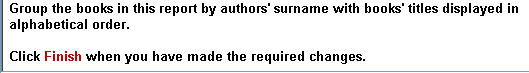 Group the books in this report by authors' surname with books' titles displayed in
alphabetical order.
Click Finish when you have made the required changes.